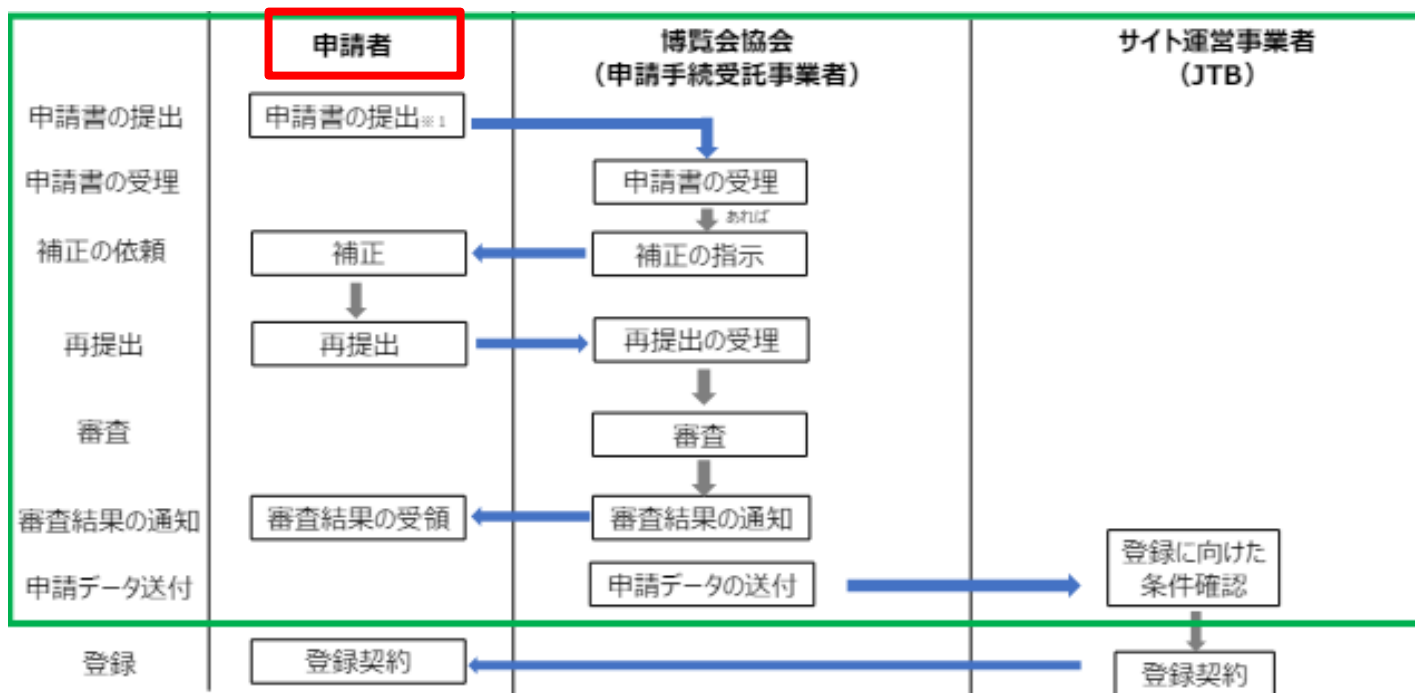 申請者
博覧会協会
（申請手続受託事業者）
サイト運営事業者
（JTB）
申請書の提出
申請書の提出※1
申請書の受理
申請書の受理
あれば
補正の依頼
補正
補正の指示
再提出
再提出
再提出の受理
審査
審査
審査結果の通知
審査結果の受領
審査結果の通知
申請データ送付
申請データの送付
登録に向けた
条件確認
登録
登録契約
登録契約